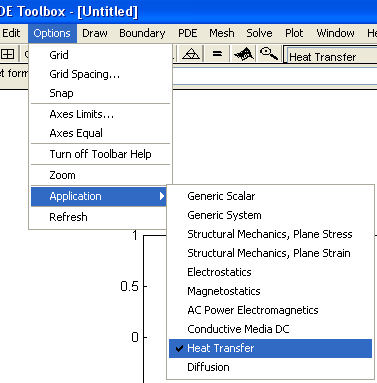 DE Toolbox - [Untitled]
Edit Options Draw Boundary PDE Mesh Solve Plot Window He
Heat Transfer
et form
Grid
Grid Spacing...
Snap
Axes Limits...
Axes Equal
Turn off Toolbar Help
Zoom
Application
Refresh
Generic Scalar
Generic System
Structural Mechanics, Plane Stress
Structural Mechanics, Plane Strain
Electrostatics
Magnetostatics
AC Power Electromagnetics
Conductive Media DC
Heat Transfer
Diffusion
1
0.5
0